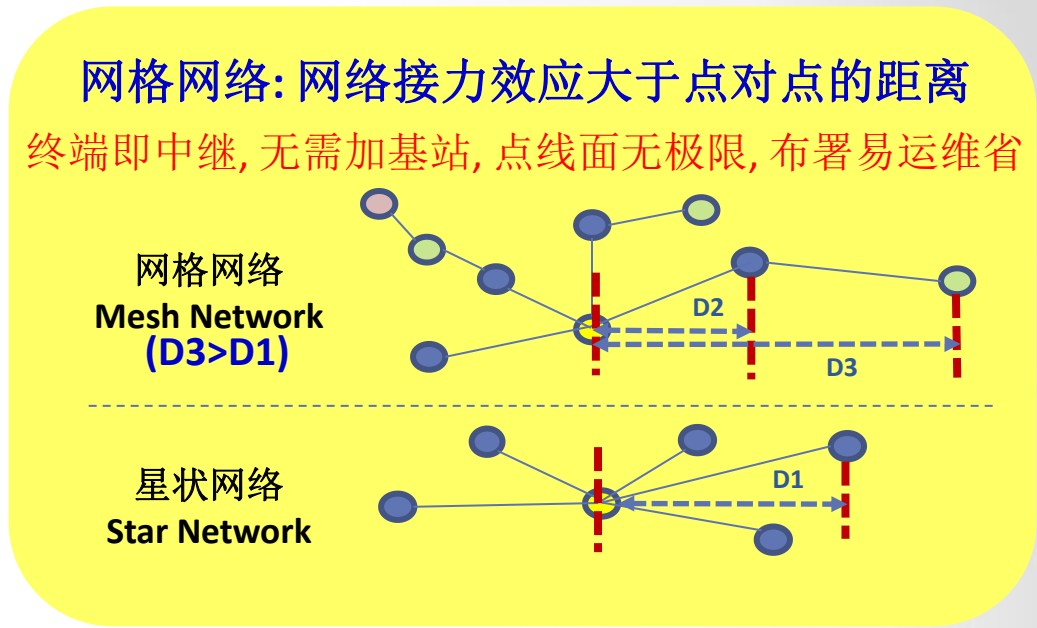 网格网络: 网络接力效应大于点对点的距离
终端即中继, 无需加基站, 点线面无极限, 布署易运维省
网格网络
Mesh Network
(D3>D1)
D2
D3
星状网络
Star Network
D1